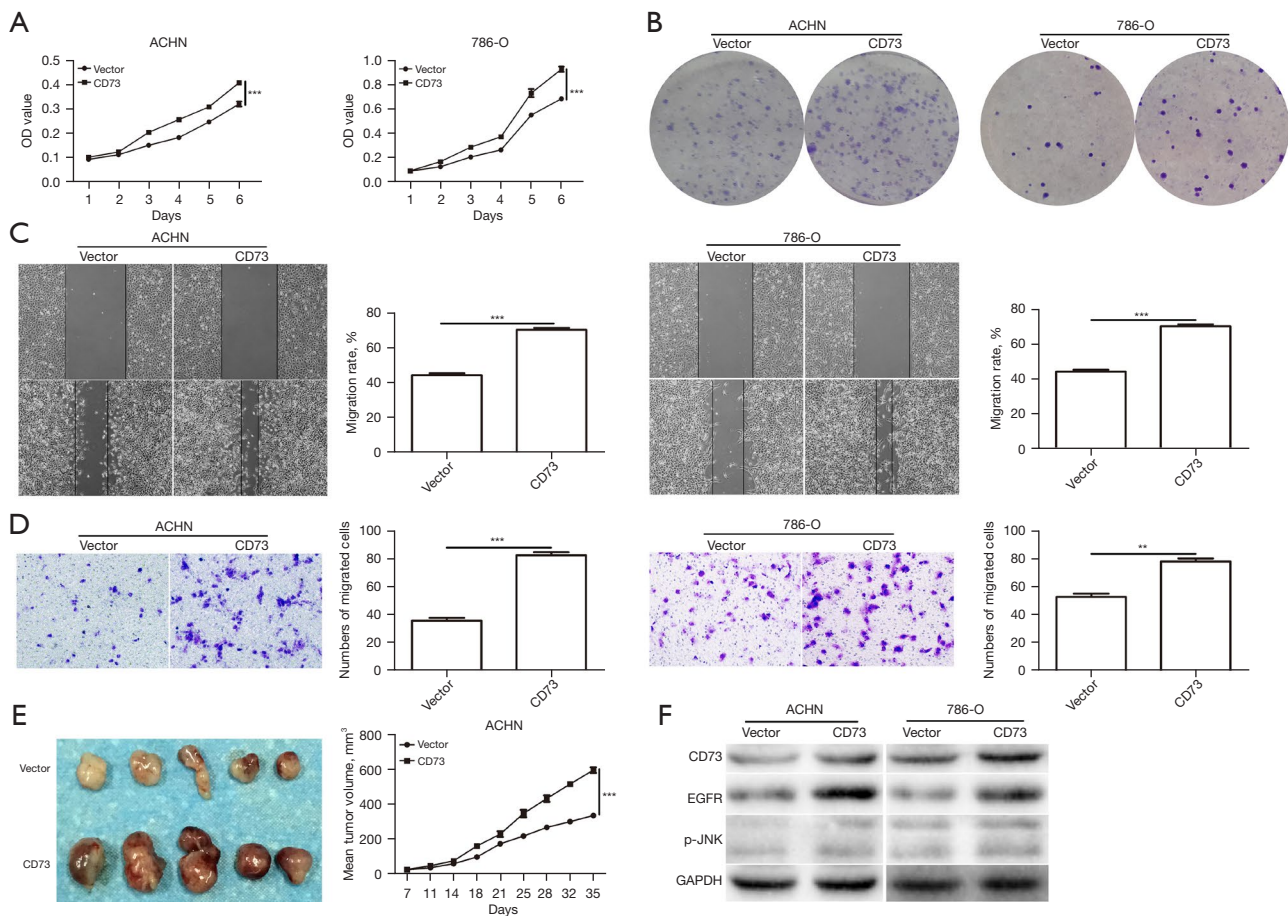 A
ACHN
OD value
0.5
0.4
0.3
0.2
0.1
0.0
Vector
CD73
***
1 2 3 4 5 6
Days
786-O
OD value
1.0
0.8
0.6
0.4
0.2
0.0
Vector
CD73
***
1 2 3 4 5 6
Days
B
ACHN
Vector CD73
786-O
Vector CD73
C
ACHN
Vector CD73
Migration rate, %
80
60
40
20
0
***
Vector CD73
786-O
Vector CD73
Migration rate, %
80
60
40
20
0
***
Vector CD73
D
ACHN
Vector CD73
Numbers of migrated cells
100
80
60
40
20
0
***
Vector CD73
786-O
Vector CD73
Numbers of migrated cells
100
80
60
40
20
0
**
Vector CD73
E
Vector
CD73
ACHN
Mean tumor volume, mm³
800
600
400
200
0
Vector
CD73
***
7 11 14 18 21 25 28 32 35
Days
F
ACHN 786-O
Vector CD73 Vector CD73
CD73
EGFR
p-JNK
GAPDH